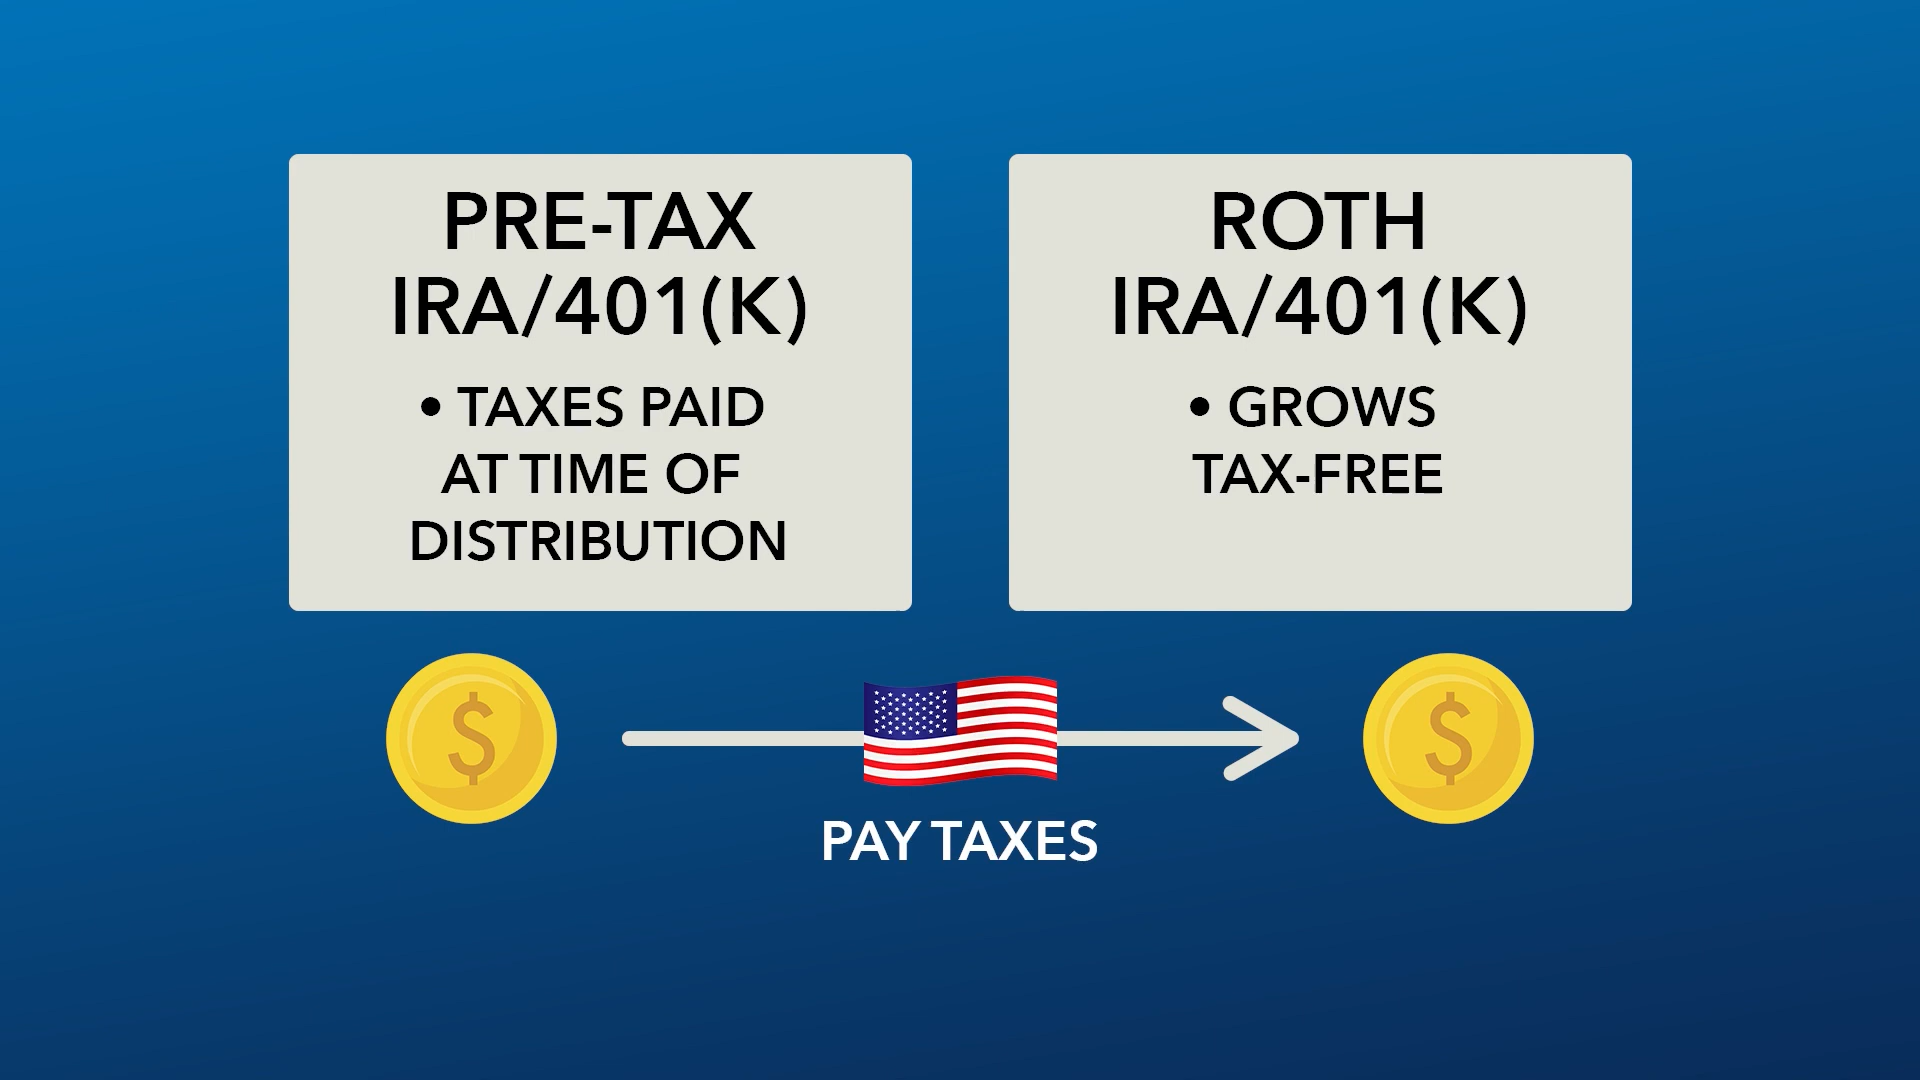 PRE-TAX
IRA/401(K)
• TAXES PAID
AT TIME OF
DISTRIBUTION
ROTH
IRA/401(K)
• GROWS
TAX-FREE
$
$
PAY TAXES